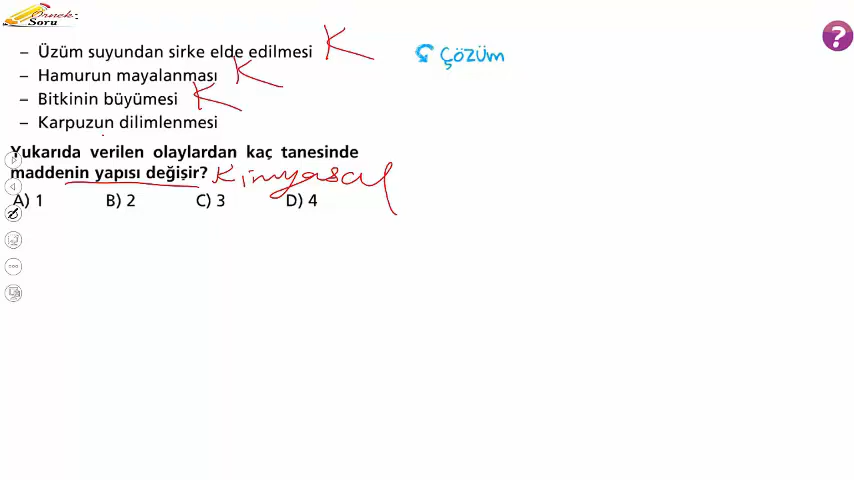 Örnek
Soru
– Üzüm suyundan sirke elde edilmesi K
– Hamurun mayalanması K
– Bitkinin büyümesi K
– Karpuzun dilimlenmesi
Yukarıda verilen olaylardan kaç tanesinde
maddenin yapısı değişir? Kimyasal
A) 1 B) 2 C) 3 D) 4
Çözüm
?